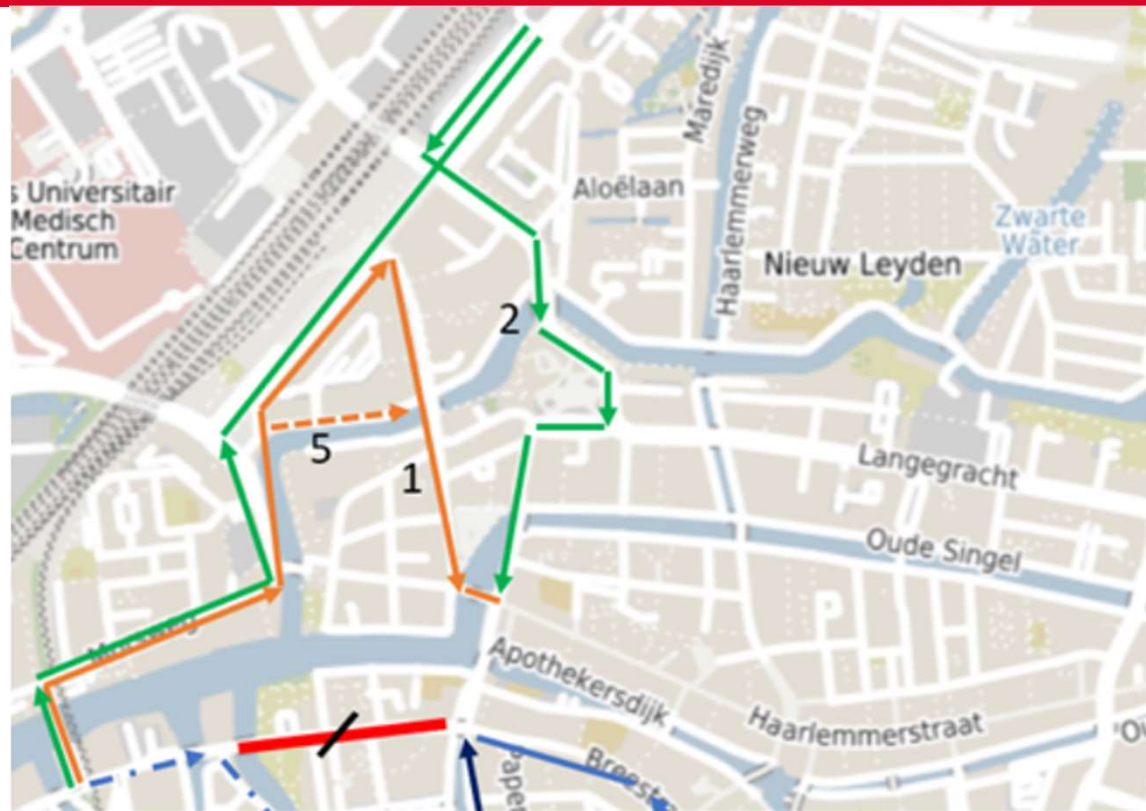 Maredijk
Haarlemmerweg
s Universitair
Medisch
Centrum
Aloëlaan
Zwarte
Water
Nieuw Leyden
2
5
1
Langegracht
Oude Singel
Apothekersdijk
Haarlemmerstraat